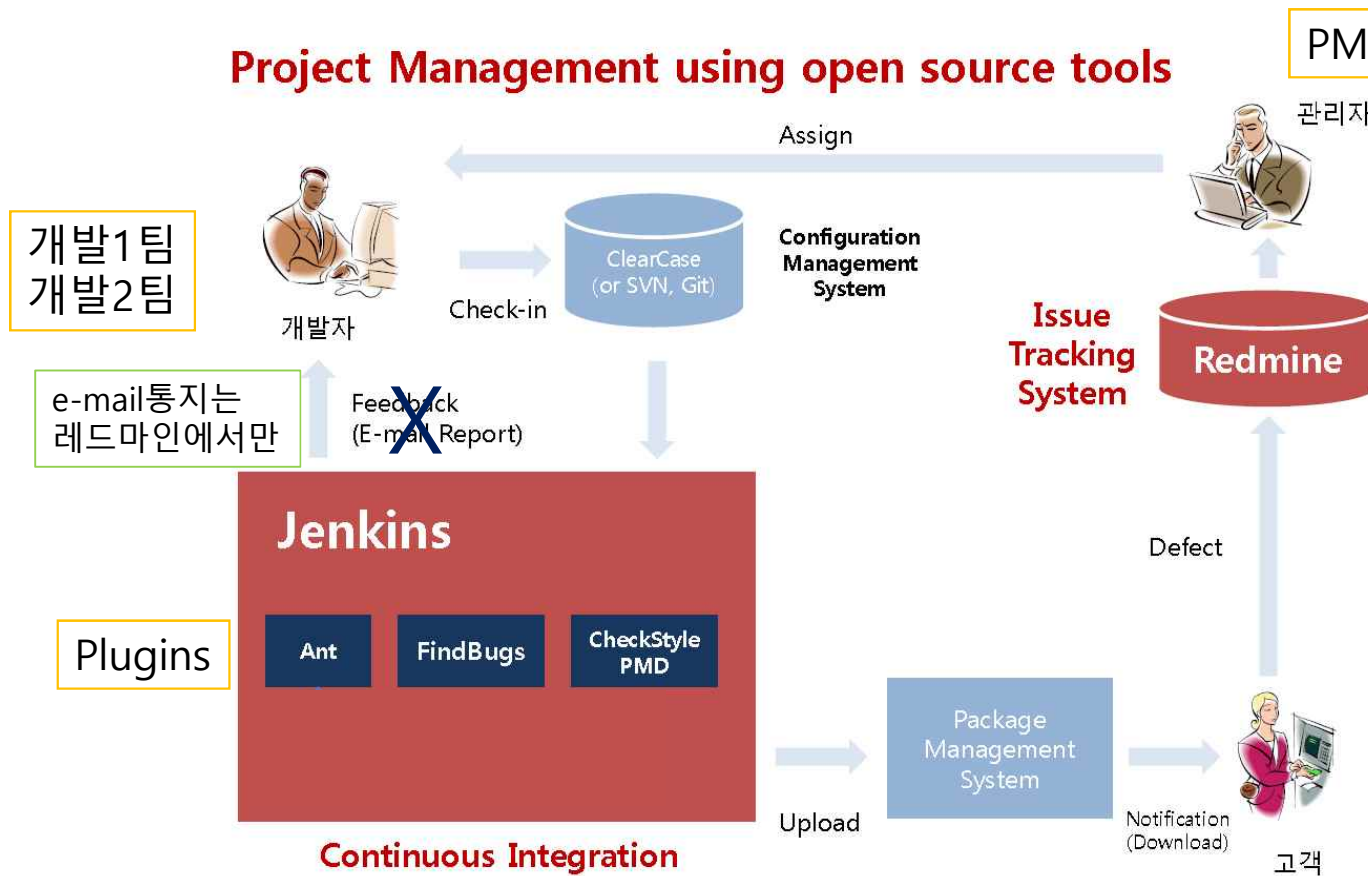 Project Management using open source tools
PM
관리자
Assign
개발1팀
개발2팀
개발자
Check-in
ClearCase
(or SVN, Git)
Configuration
Management
System
Issue
Tracking
System
Redmine
e-mail통지는
레드마인에서만
Feedback
(E-mail Report)
X
Jenkins
Defect
Plugins
Ant
FindBugs
CheckStyle
PMD
Package
Management
System
Upload
Notification
(Download)
고객
Continuous Integration